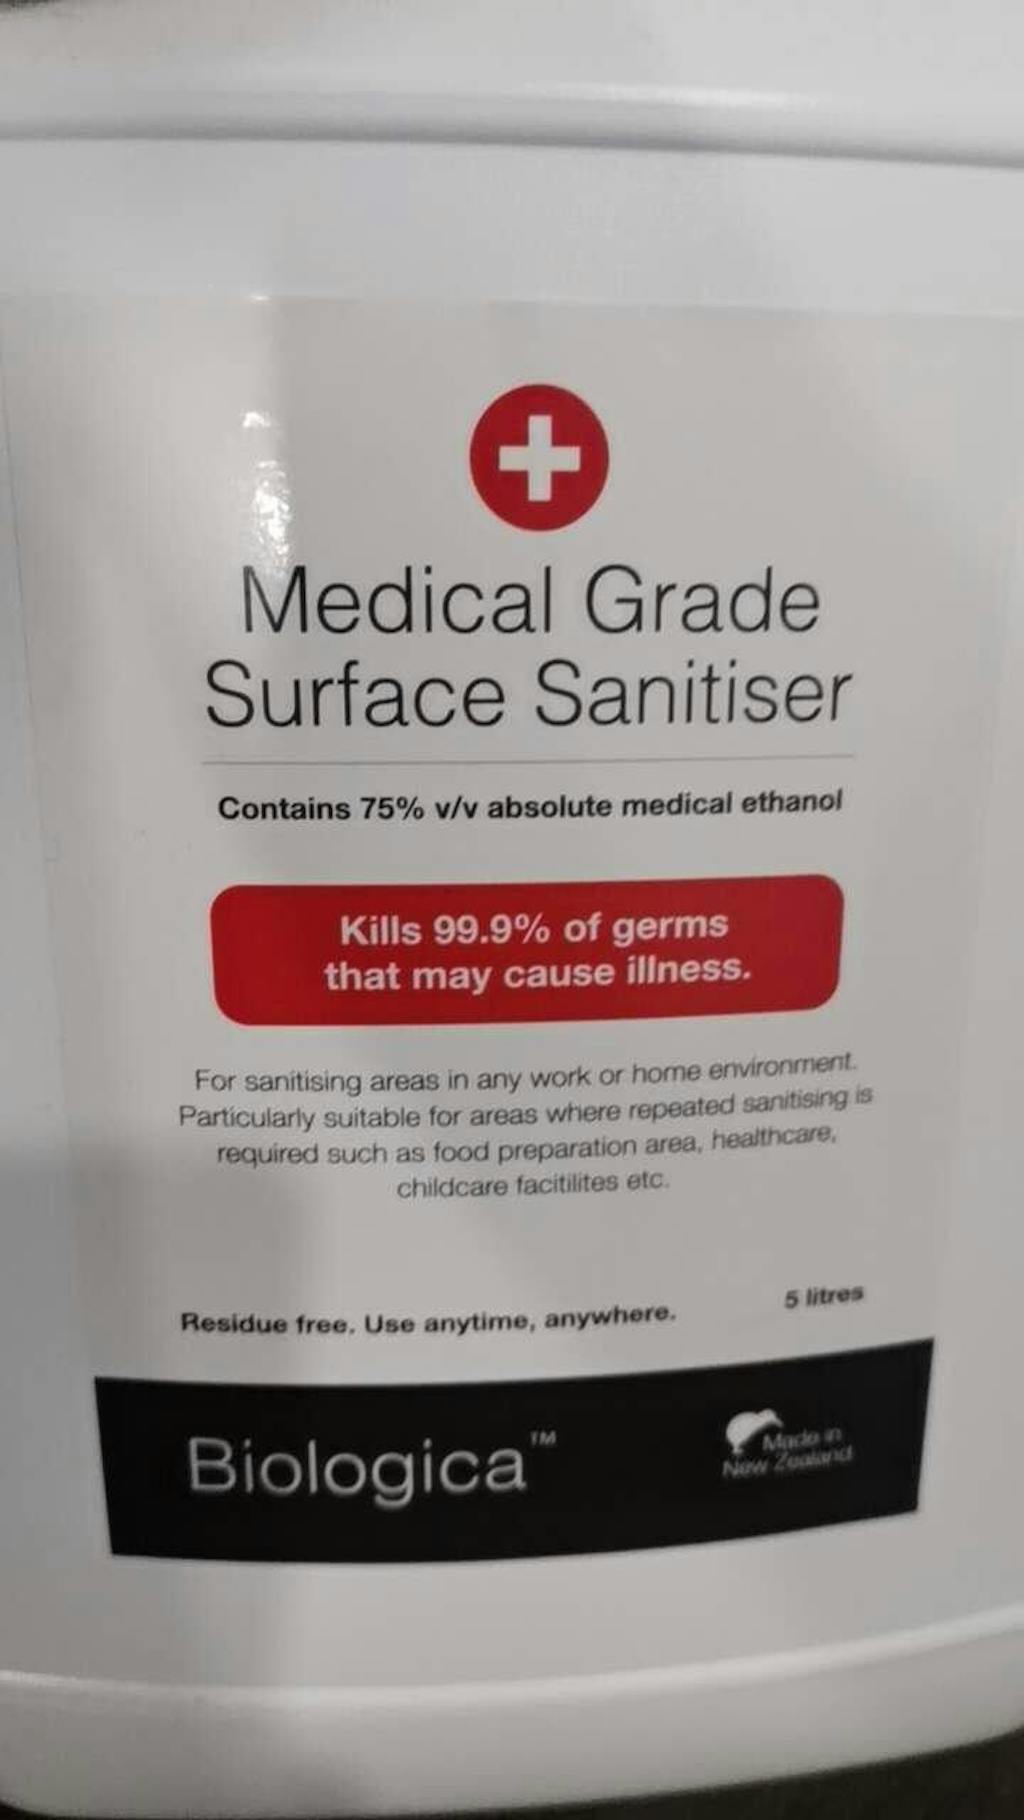 Medical Grade
Surface Sanitiser
Contains 75% v/v absolute medical ethanol
Kills 99.9% of germs
that may cause illness.
For sanitising areas in any work or home environment.
Particularly suitable for areas where repeated sanitising is
required such as food preparation area, healthcare,
childcare facitilites etc.
Residue free. Use anytime, anywhere.
5 litres
Biologica™
Made in
New Zealand